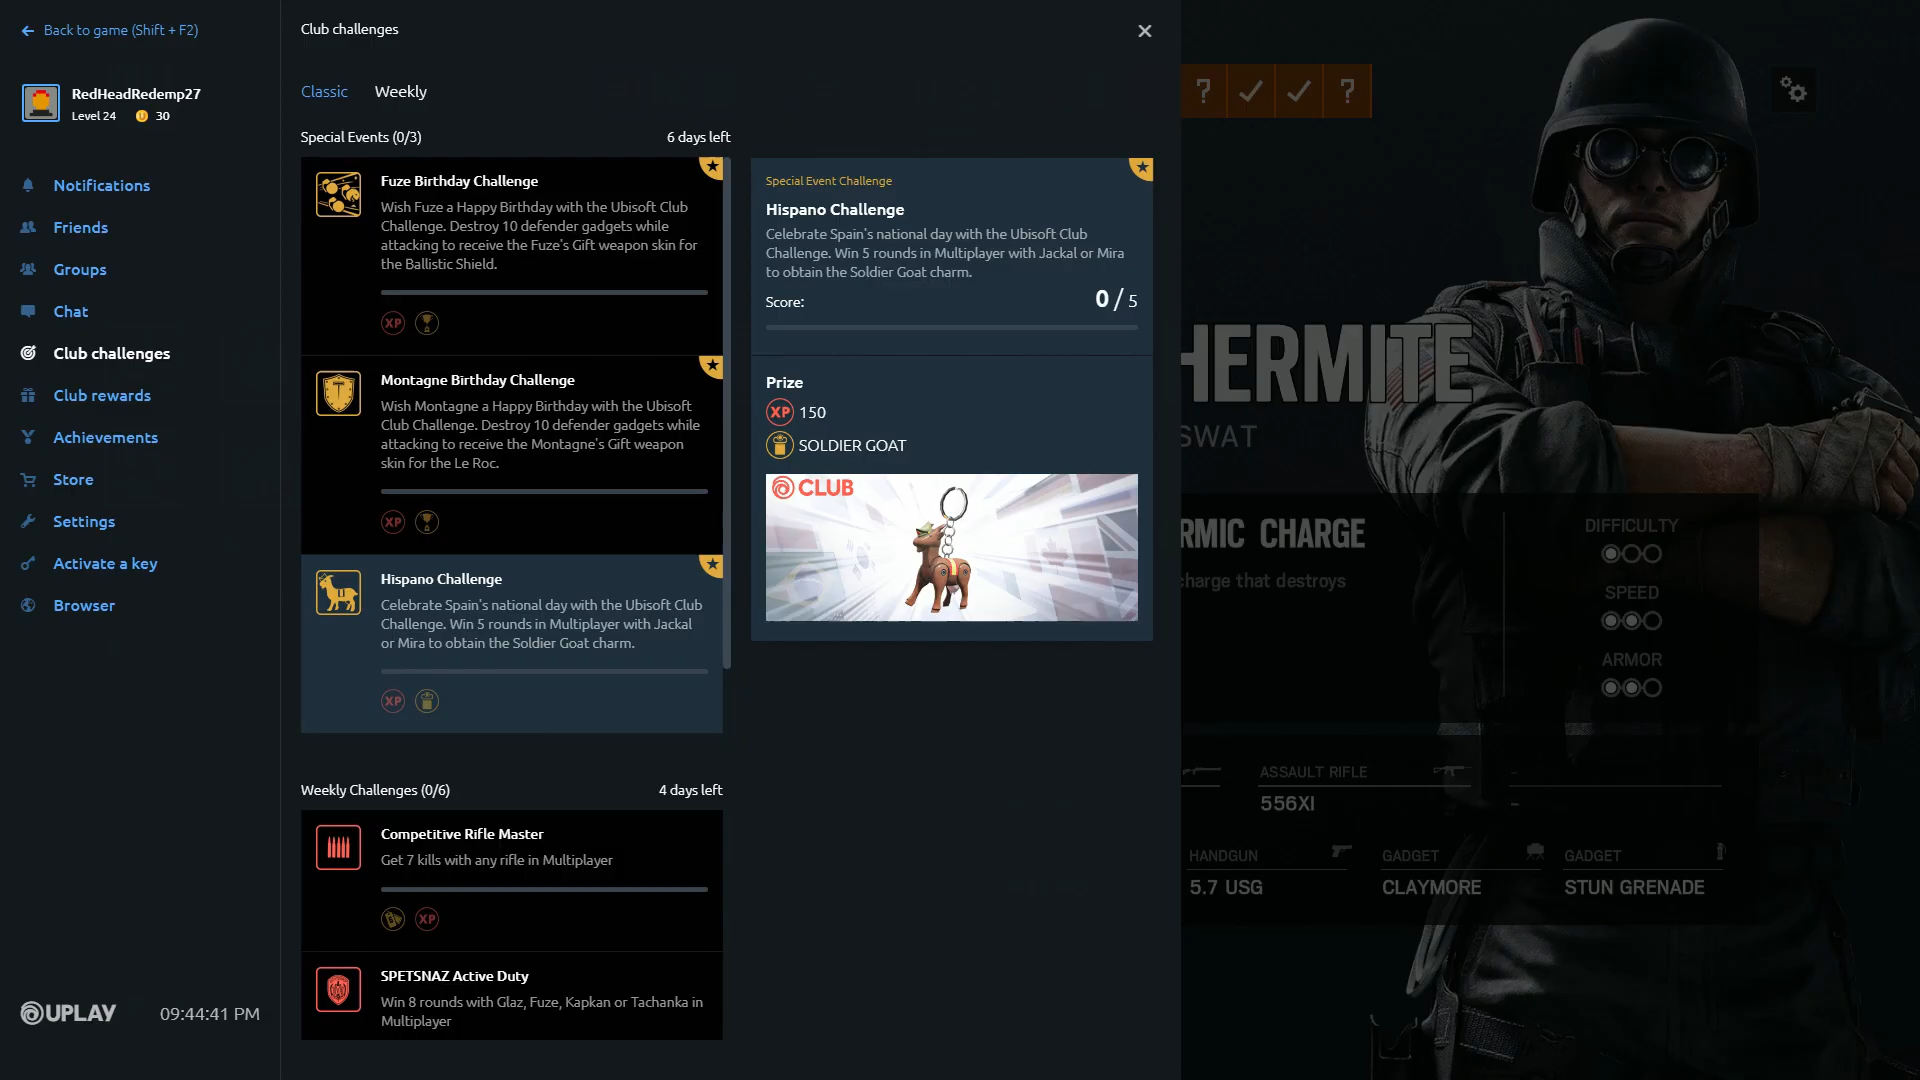 Back to game (Shift + F2)
RedHeadRedemp27
Level 24 30
Notifications
Friends
Groups
Chat
Club challenges
Club rewards
Achievements
Store
Settings
Activate a key
Browser
UPLAY 09:44:41 PM
Club challenges
Classic Weekly
Special Events (0/3) 6 days left
Fuze Birthday Challenge
Wish Fuze a Happy Birthday with the Ubisoft Club
Challenge. Destroy 10 defender gadgets while
attacking to receive the Fuze's Gift weapon skin for
the Ballistic Shield.
XP
Montagne Birthday Challenge
Wish Montagne a Happy Birthday with the Ubisoft
Club Challenge. Destroy 10 defender gadgets while
attacking to receive the Montagne's Gift weapon
skin for the Le Roc.
XP
Hispano Challenge
Celebrate Spain's national day with the Ubisoft Club
Challenge. Win 5 rounds in Multiplayer with Jackal
or Mira to obtain the Soldier Goat charm.
XP
Weekly Challenges (0/6) 4 days left
Competitive Rifle Master
Get 7 kills with any rifle in Multiplayer
XP
SPETSNAZ Active Duty
Win 8 rounds with Glaz, Fuze, Kapkan or Tachanka in
Multiplayer
Special Event Challenge
Hispano Challenge
Celebrate Spain's national day with the Ubisoft Club
Challenge. Win 5 rounds in Multiplayer with Jackal or Mira
to obtain the Soldier Goat charm.
Score: 0 / 5
Prize
XP 150
SOLDIER GOAT
CLUB
? ?
HERMITE
SWAT
RMIC CHARGE
charge that destroys
DIFFICULTY
SPEED
ARMOR
ASSAULT RIFLE
556XI
-
HANDGUN GADGET GADGET
5.7 USG CLAYMORE STUN GRENADE